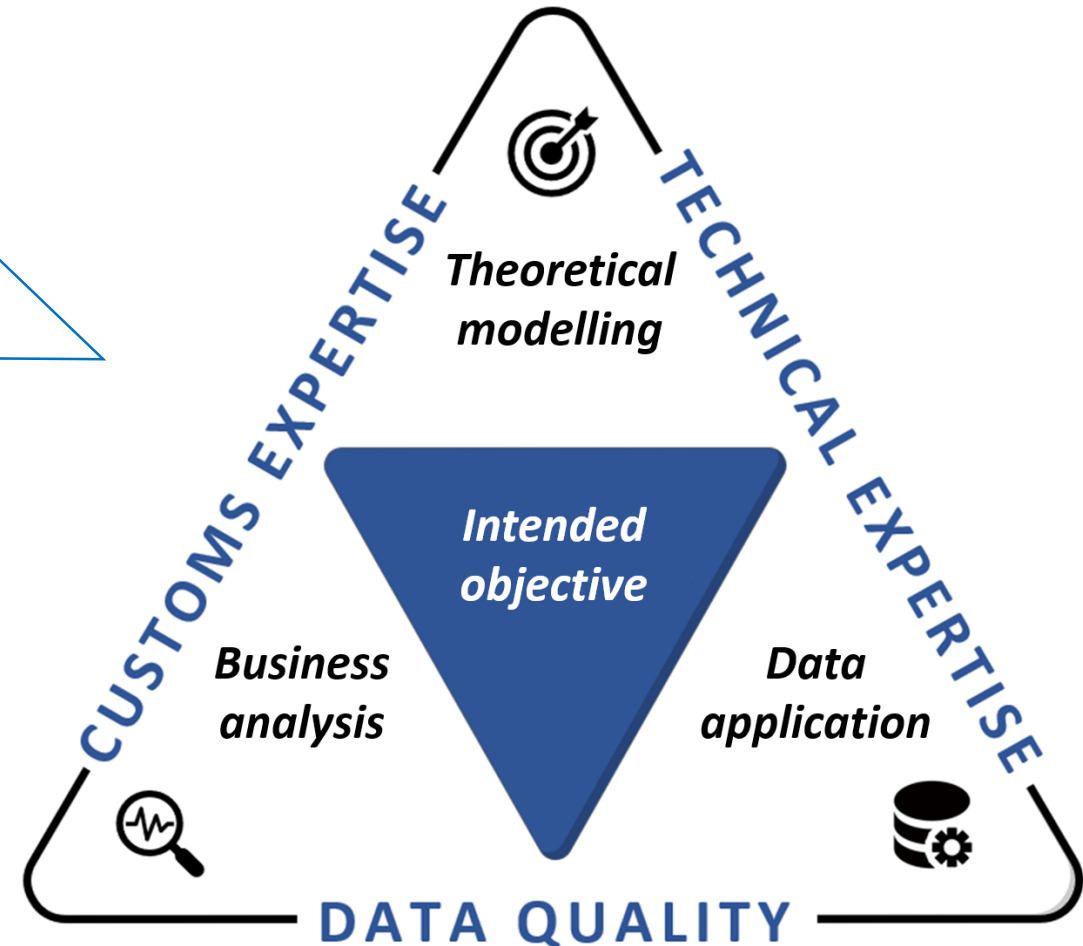 CUSTOMS EXPERTISE
TECHNICAL EXPERTISE
Theoretical
modelling
Intended
objective
Business
analysis
Data
application
DATA QUALITY